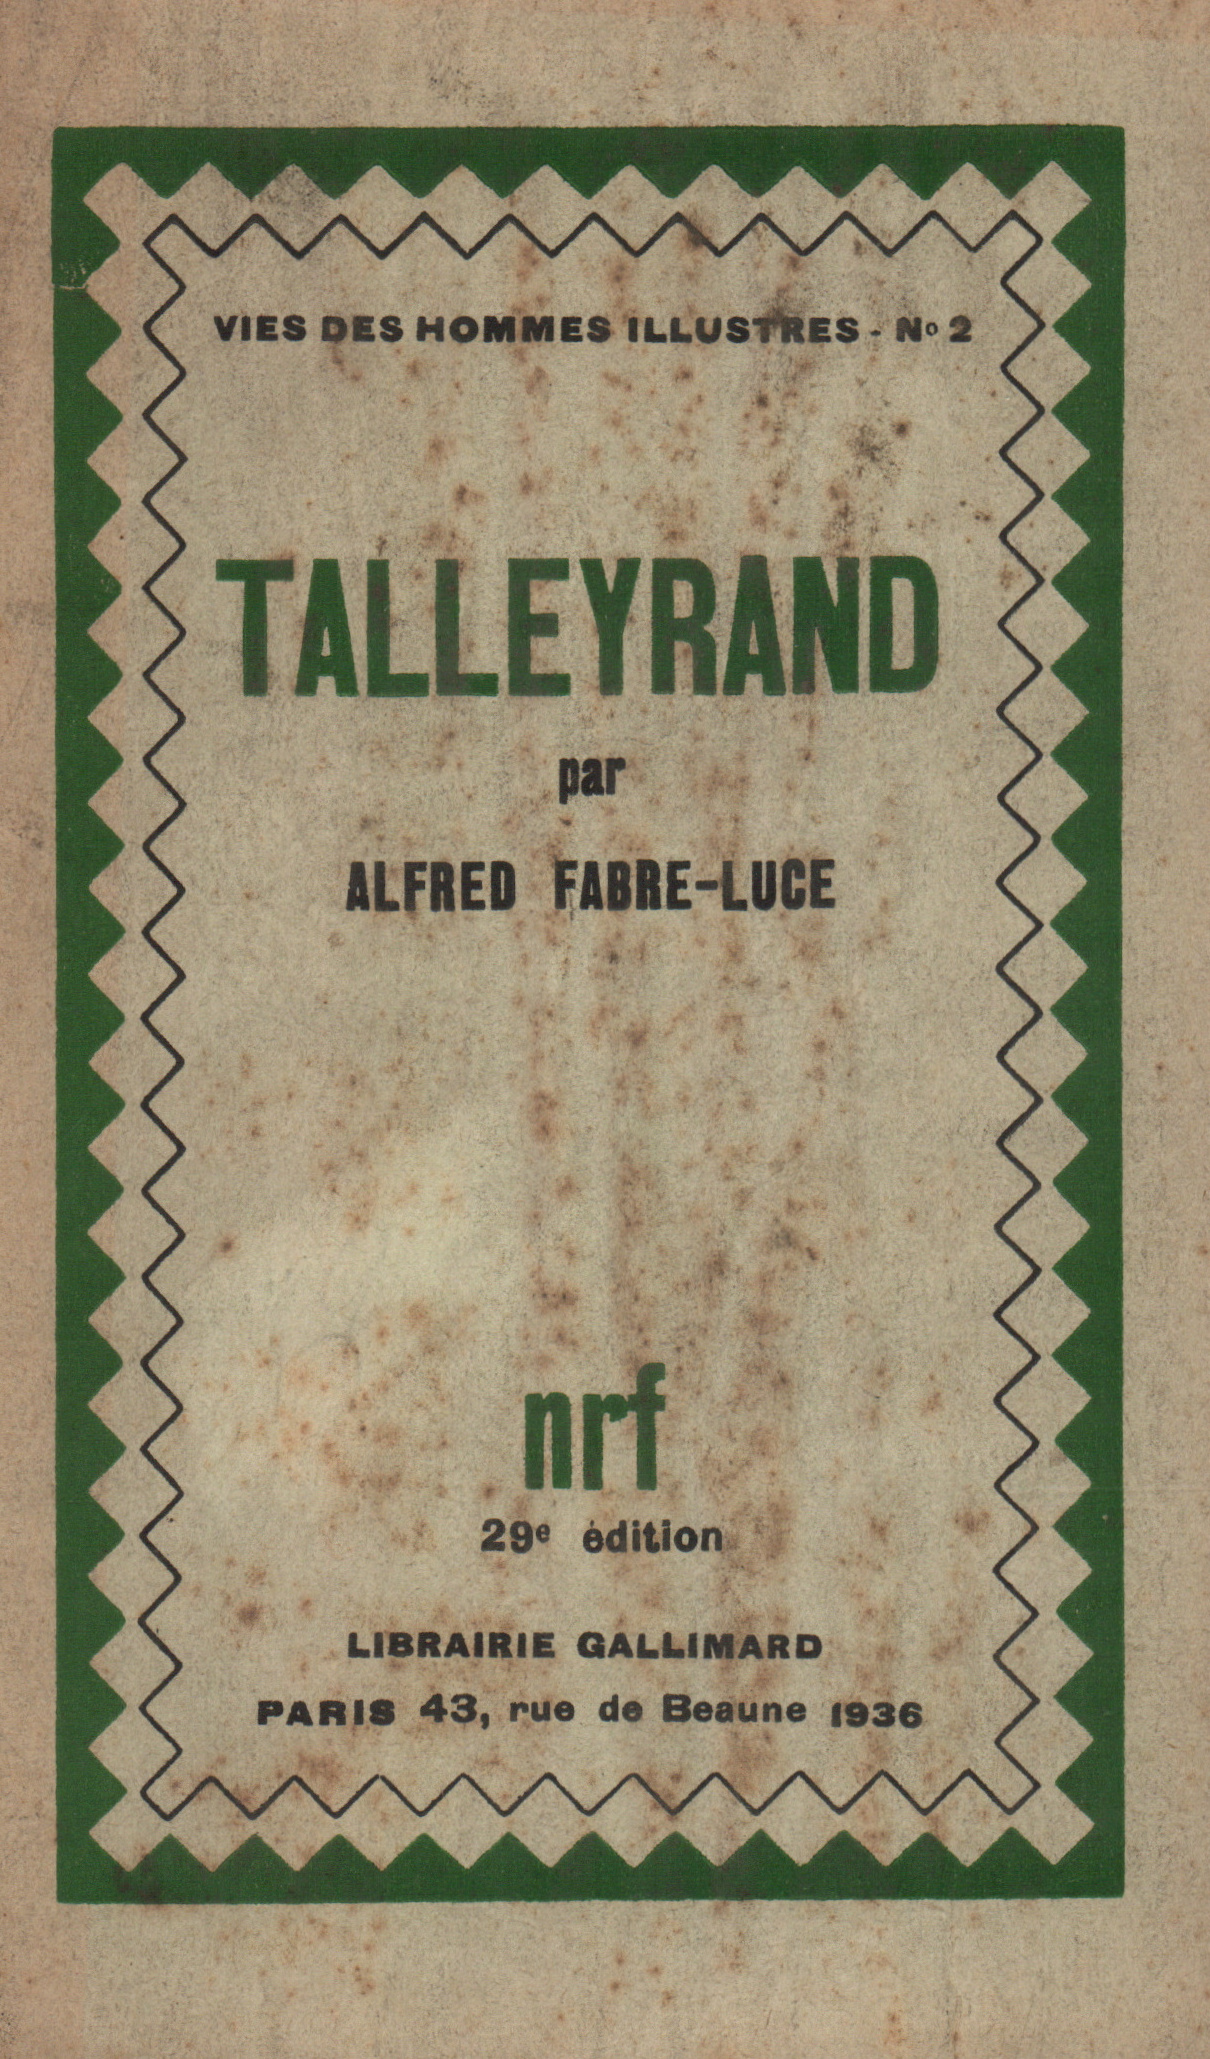 VIES DES HOMMES ILLUSTRES - Nº 2
TALLEYRAND
par
ALFRED FABRE-LUCE
nrf
29e édition
LIBRAIRIE GALLIMARD
PARIS 43, rue de Beaune 1936